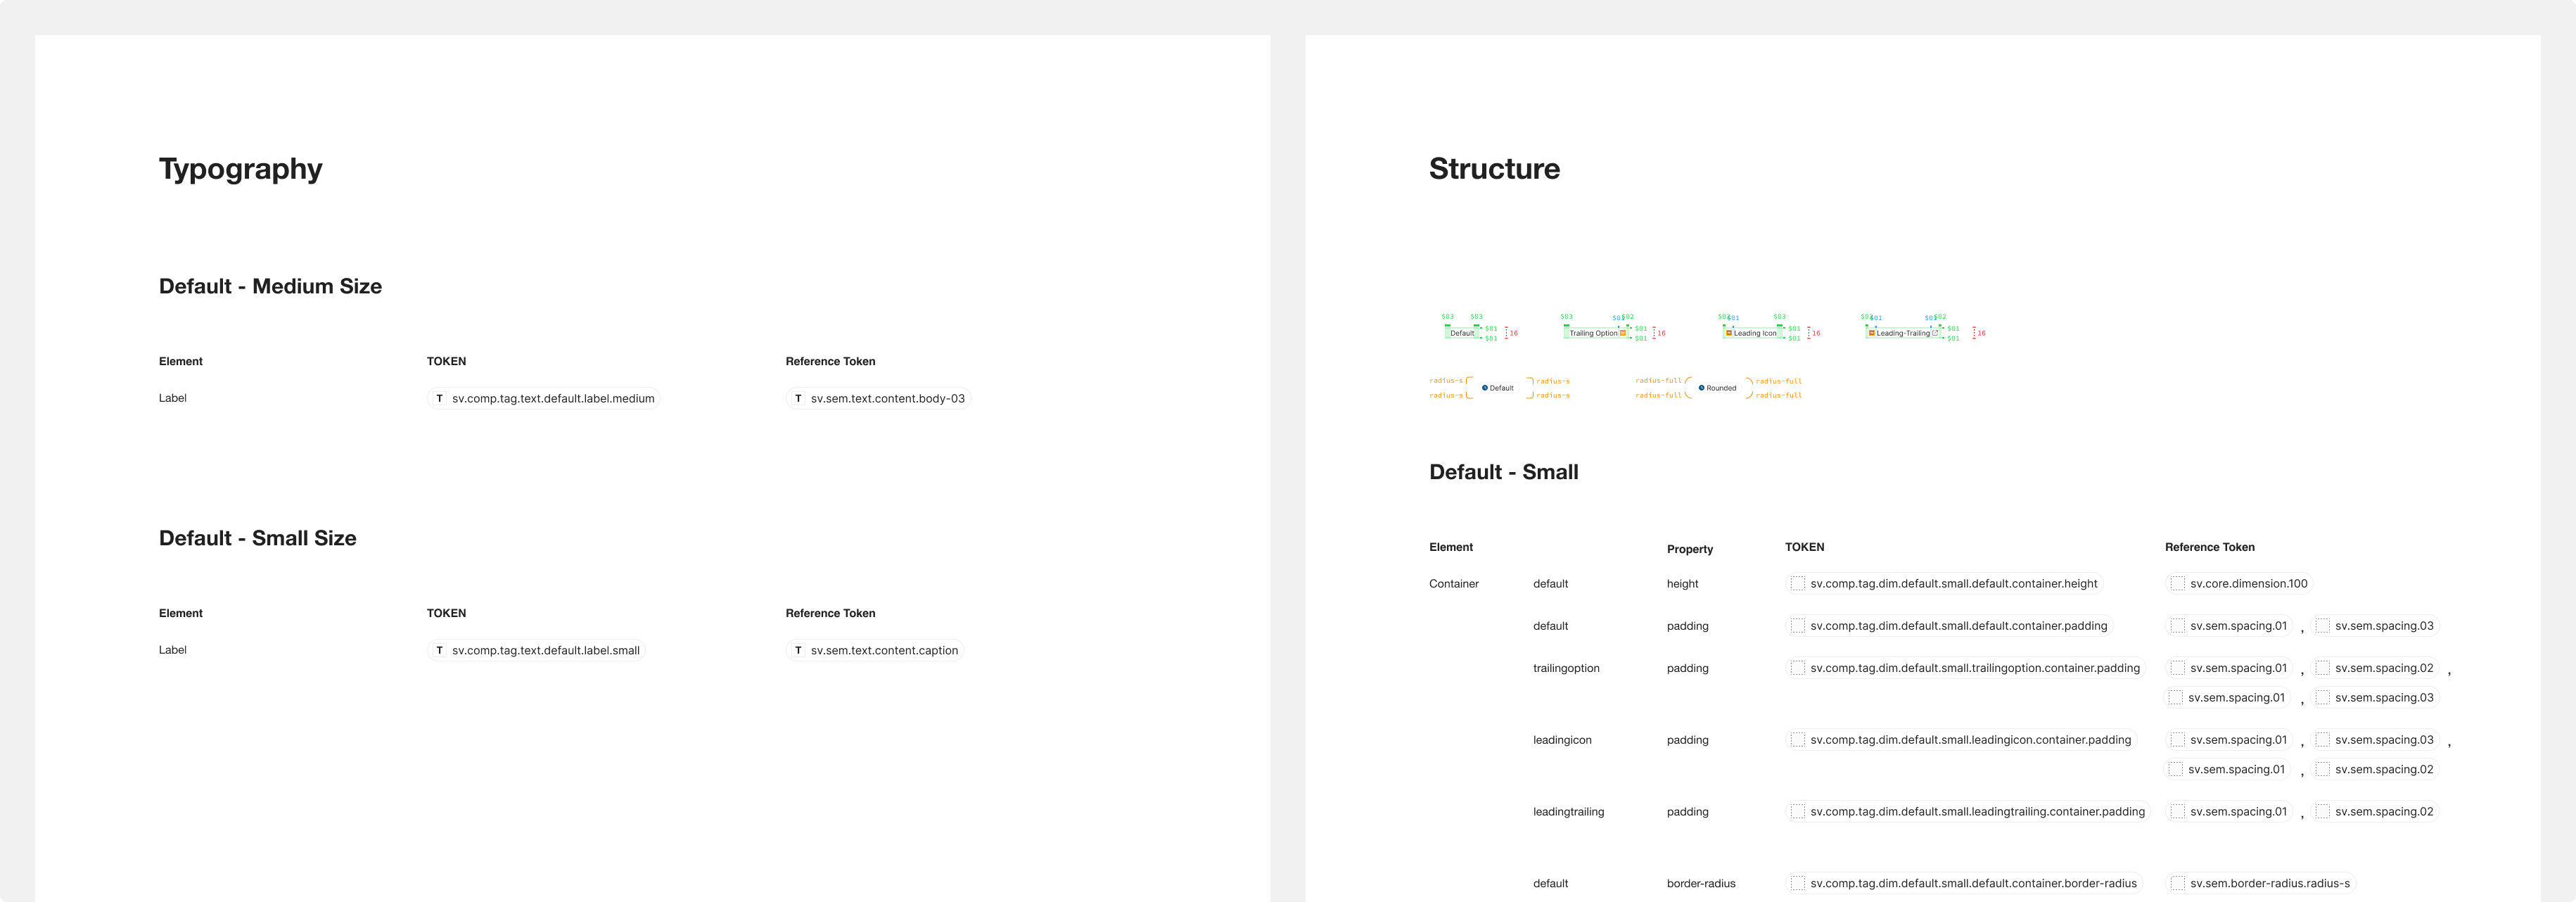 Typography
Default - Medium Size
Element TOKEN Reference Token
Label T sv.comp.tag.text.default.label.medium T sv.sem.text.content.body-03
Default - Small Size
Element TOKEN Reference Token
Label T sv.comp.tag.text.default.label.small T sv.sem.text.content.caption
Structure
$03 $03 $03 $01 $02 $02 $01 $03 $02 $01 $01 $02
Default $01 16 Trailing Option $01 16 Leading Icon $01 16 Leading-Trailing $01 16
$01 $01 $01 $01
radius-s Default radius-s radius-full Rounded radius-full
radius-s radius-s radius-full radius-full
Default - Small
Element Property TOKEN Reference Token
Container default height sv.comp.tag.dim.default.small.default.container.height sv.core.dimension.100
default padding sv.comp.tag.dim.default.small.default.container.padding sv.sem.spacing.01 , sv.sem.spacing.03
trailingoption padding sv.comp.tag.dim.default.small.trailingoption.container.padding sv.sem.spacing.01 , sv.sem.spacing.02 ,
sv.sem.spacing.01 , sv.sem.spacing.03
leadingicon padding sv.comp.tag.dim.default.small.leadingicon.container.padding sv.sem.spacing.01 , sv.sem.spacing.03 ,
sv.sem.spacing.01 , sv.sem.spacing.02
leadingtrailing padding sv.comp.tag.dim.default.small.leadingtrailing.container.padding sv.sem.spacing.01 , sv.sem.spacing.02
default border-radius sv.comp.tag.dim.default.small.default.container.border-radius sv.sem.border-radius.radius-s